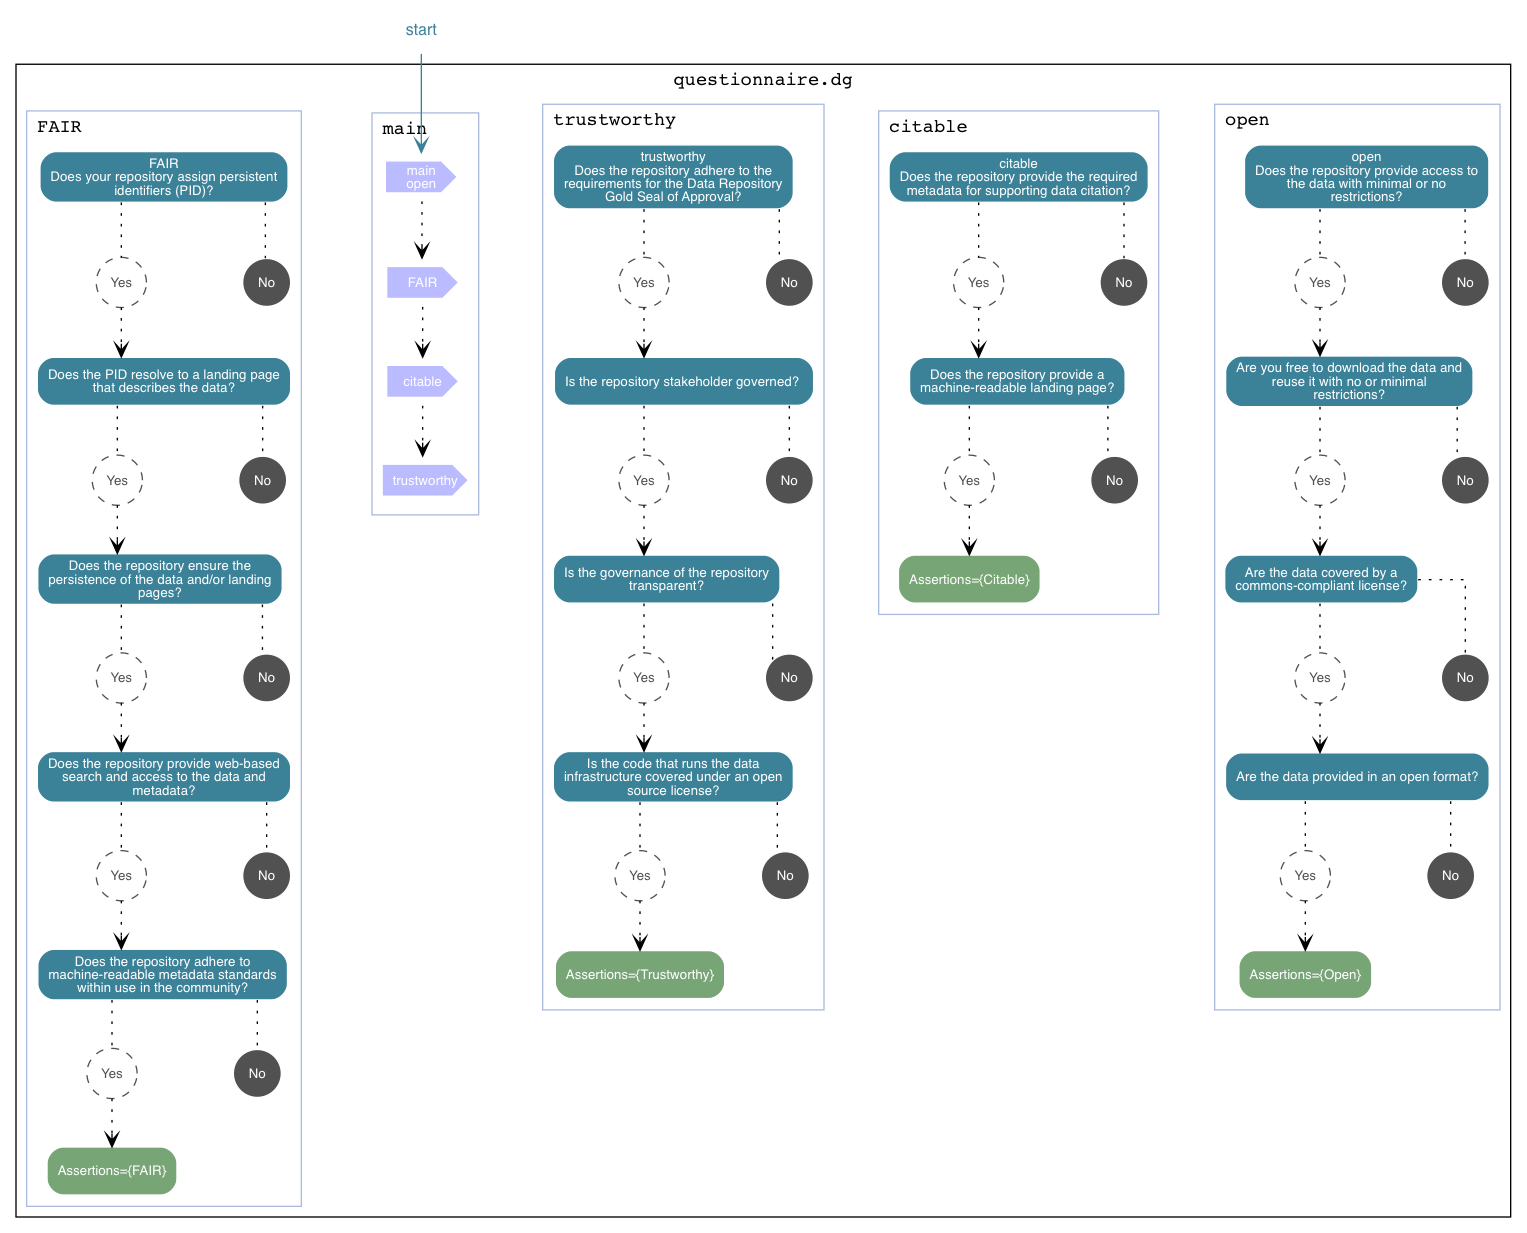 start
questionnaire.dg
FAIR
FAIR
Does your repository assign persistent
identifiers (PID)?
Yes
No
Does the PID resolve to a landing page
that describes the data?
Yes
No
Does the repository ensure the
persistence of the data and/or landing
pages?
Yes
No
Does the repository provide web-based
search and access to the data and
metadata?
Yes
No
Does the repository adhere to
machine-readable metadata standards
within use in the community?
Yes
No
Assertions={FAIR}
main
main
open
FAIR
citable
trustworthy
trustworthy
trustworthy
Does the repository adhere to the
requirements for the Data Repository
Gold Seal of Approval?
Yes
No
Is the repository stakeholder governed?
Yes
No
Is the governance of the repository
transparent?
Yes
No
Is the code that runs the data
infrastructure covered under an open
source license?
Yes
No
Assertions={Trustworthy}
citable
citable
Does the repository provide the required
metadata for supporting data citation?
Yes
No
Does the repository provide a
machine-readable landing page?
Yes
No
Assertions={Citable}
open
open
Does the repository provide access to
the data with minimal or no
restrictions?
Yes
No
Are you free to download the data and
reuse it with no or minimal
restrictions?
Yes
No
Are the data covered by a
commons-compliant license?
Yes
No
Are the data provided in an open format?
Yes
No
Assertions={Open}